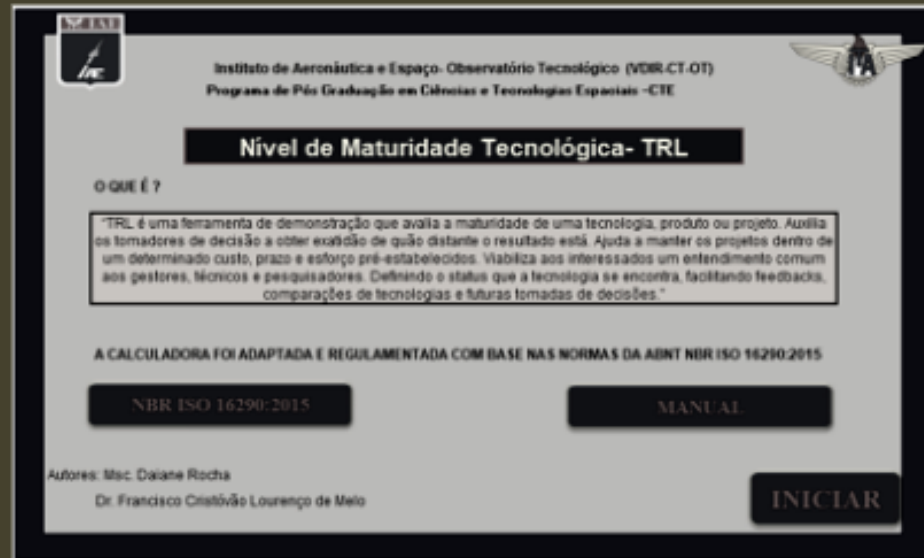 iAE
Instituto de Aeronáutica e Espaço- Observatório Tecnológico (VDIR-CT-OT)
Programa de Pós Graduação em Ciências e Tecnologias Espaciais -CTE
Nível de Maturidade Tecnológica- TRL
O QUE É ?
"TRL é uma ferramenta de demonstração que avalia a maturidade de uma tecnologia, produto ou projeto. Auxilia
os tomadores de decisão a obter exatidão de quão distante o resultado está. Ajuda a manter os projetos dentro de
um determinado custo, prazo e esforço pré-estabelecidos. Viabiliza aos interessados um entendimento comum
aos gestores, técnicos e pesquisadores. Definindo o status que a tecnologia se encontra, facilitando feedbacks,
comparações de tecnologias e futuras tomadas de decisões."
A CALCULADORA FOI ADAPTADA E REGULAMENTADA COM BASE NAS NORMAS DA ABNT NBR ISO 16290:2015
NBR ISO 16290:2015
MANUAL
Autores: Msc. Daiane Rocha
Dr. Francisco Cristóvão Lourenço de Melo
INICIAR